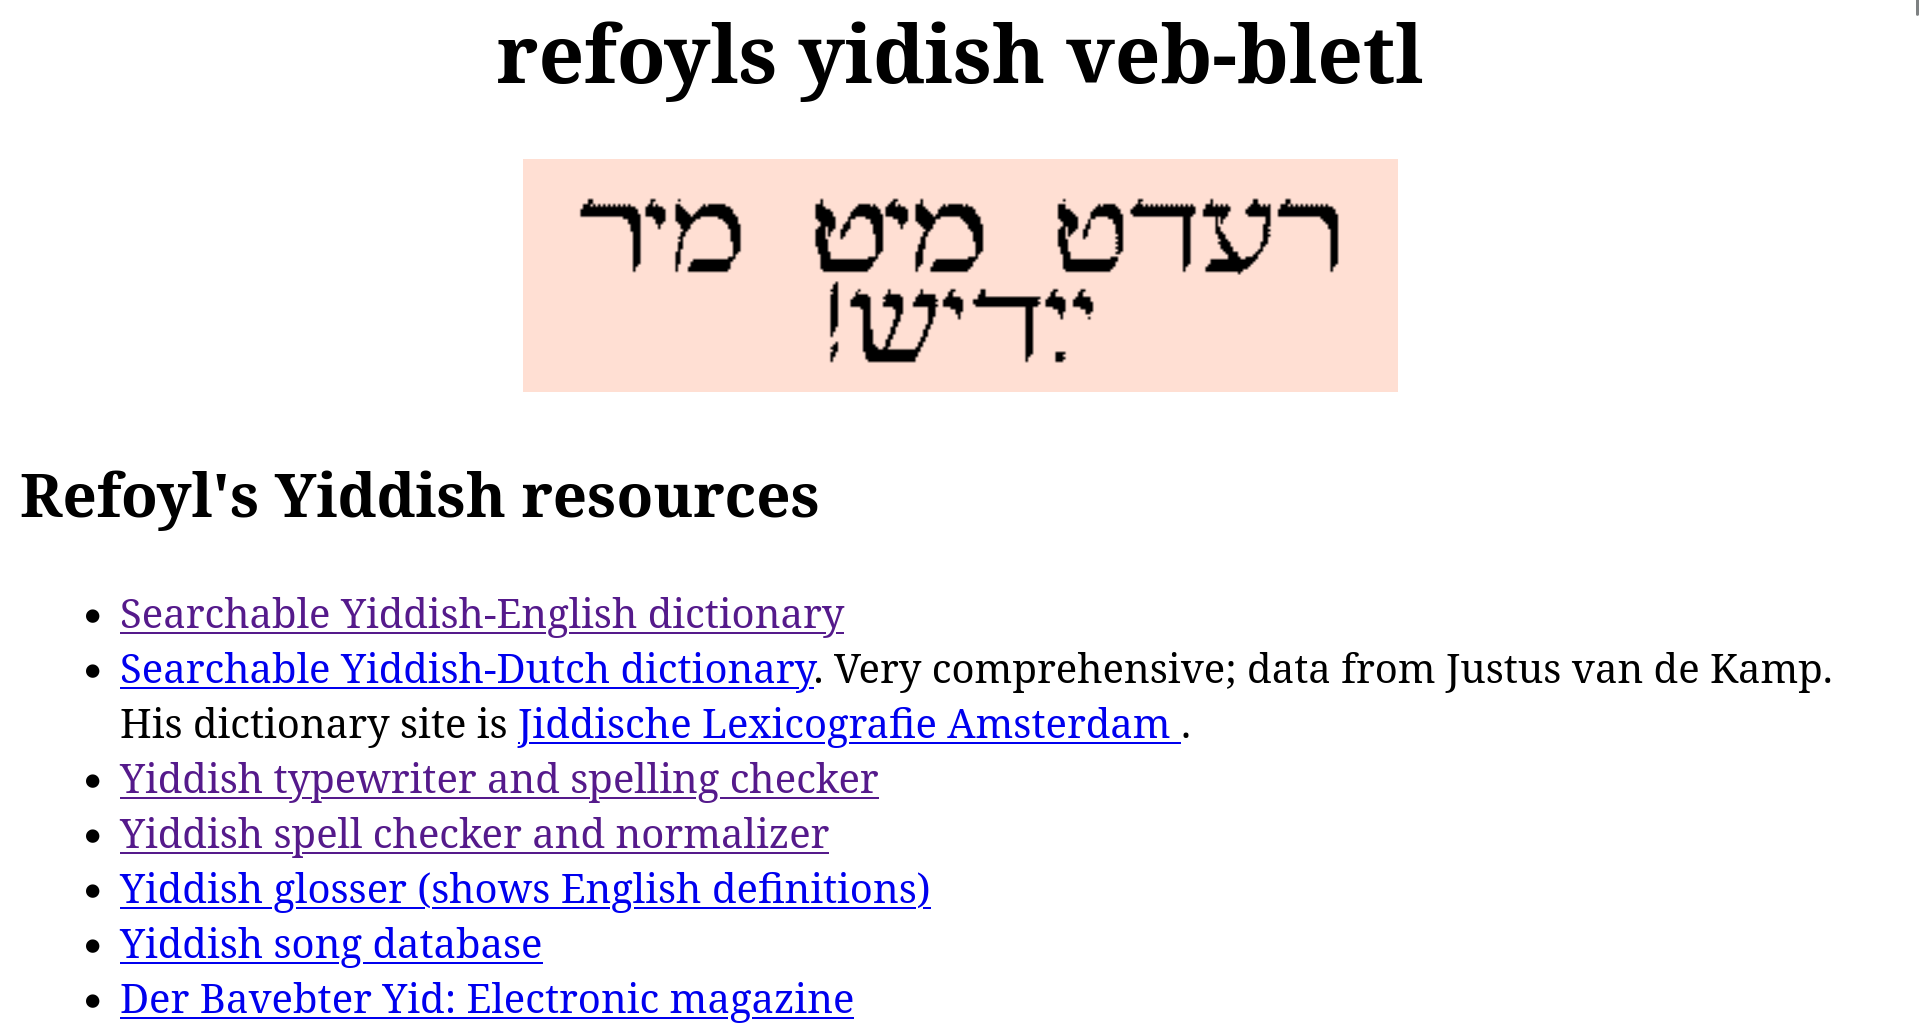 refoyls yidish veb-bletl
רעדט מיט מיר
ייִדיש!
Refoyl's Yiddish resources
• Searchable Yiddish-English dictionary
• Searchable Yiddish-Dutch dictionary. Very comprehensive; data from Justus van de Kamp.
His dictionary site is Jiddische Lexicografie Amsterdam .
• Yiddish typewriter and spelling checker
• Yiddish spell checker and normalizer
• Yiddish glosser (shows English definitions)
• Yiddish song database
• Der Bavebter Yid: Electronic magazine